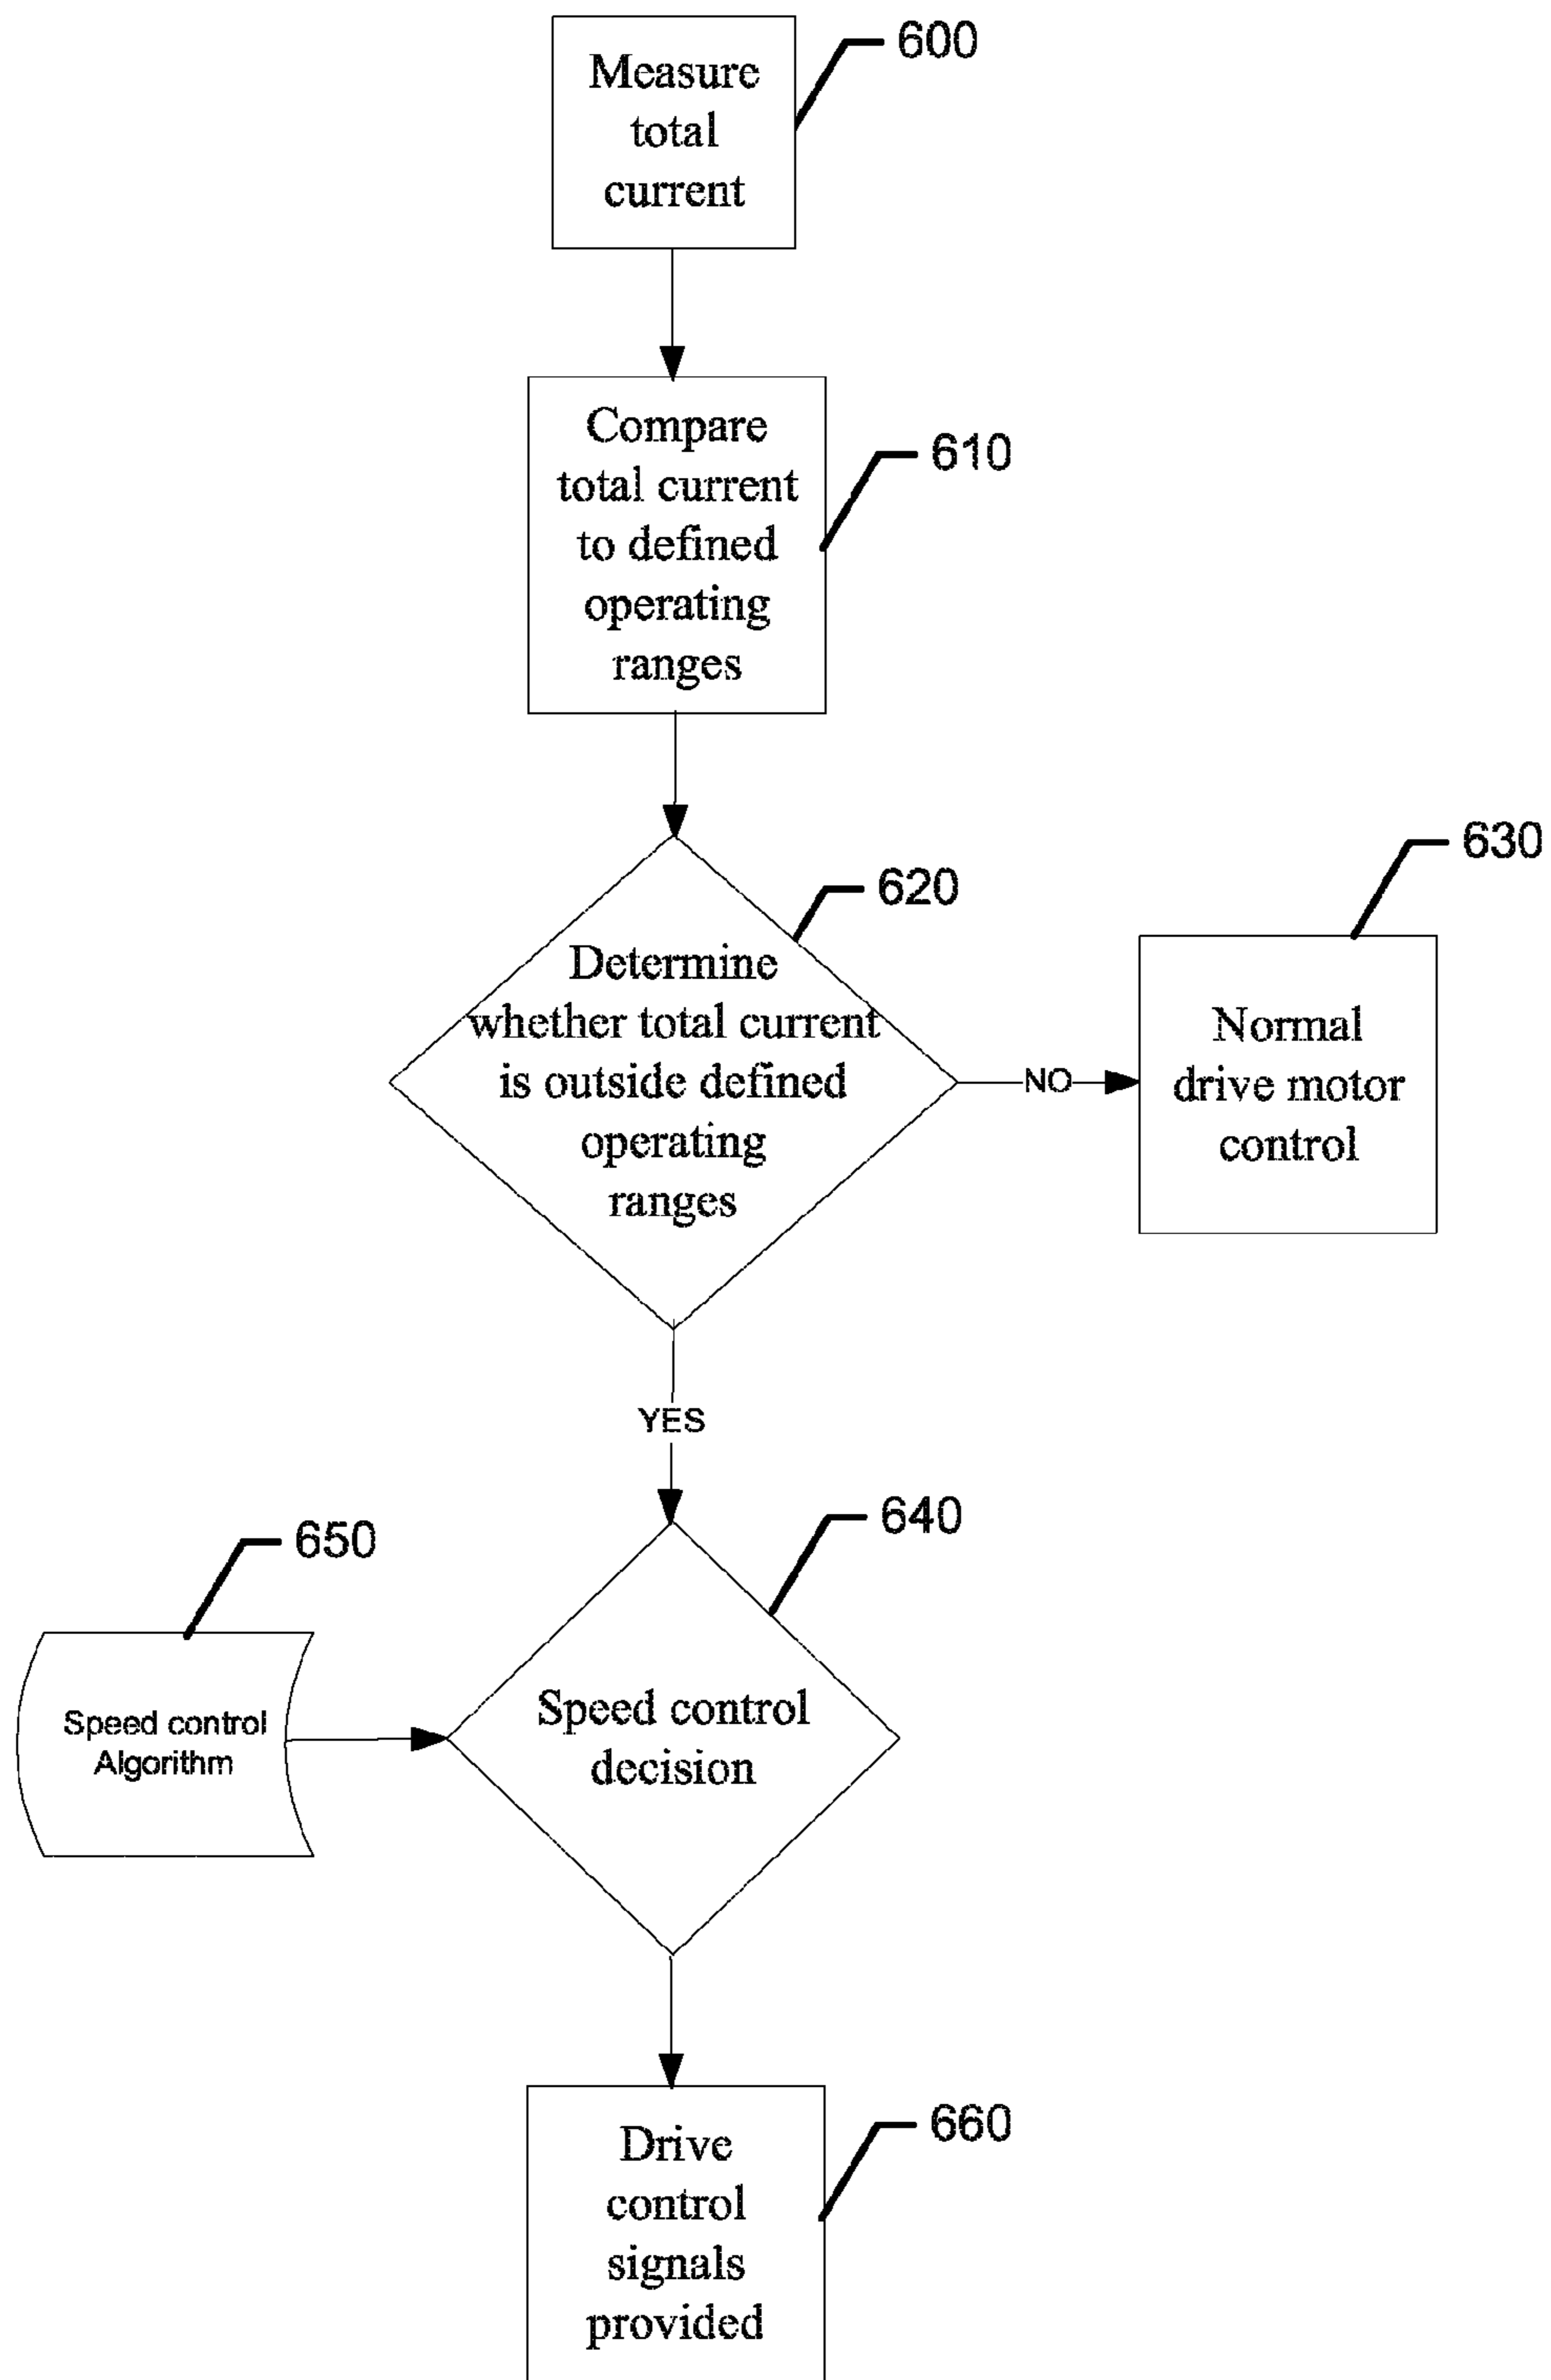 600
Measure
total
current
610
Compare
total current
to defined
operating
ranges
620
Determine
whether total current
is outside defined
operating
ranges
630
NO
Normal
drive motor
control
YES
640
650
Speed control
Algorithm
Speed control
decision
660
Drive
control
signals
provided